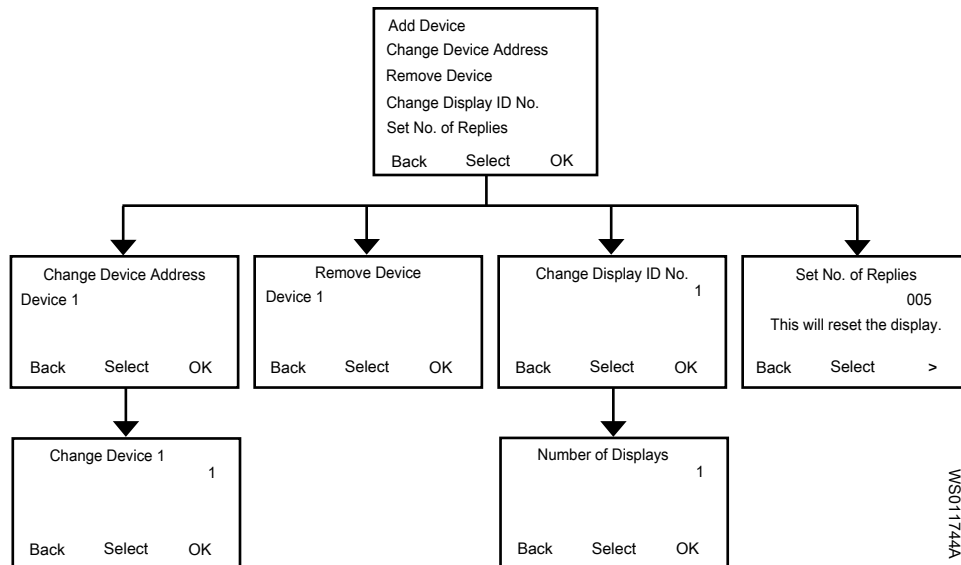 Add Device
Change Device Address
Remove Device
Change Display ID No.
Set No. of Replies
Back Select OK
Change Device Address
Device 1
Back Select OK
Remove Device
Device 1
Back Select OK
Change Display ID No.
1
Back Select OK
Set No. of Replies
005
This will reset the display.
Back Select >
Change Device 1
1
Back Select OK
Number of Displays
1
Back Select OK
WS011744A